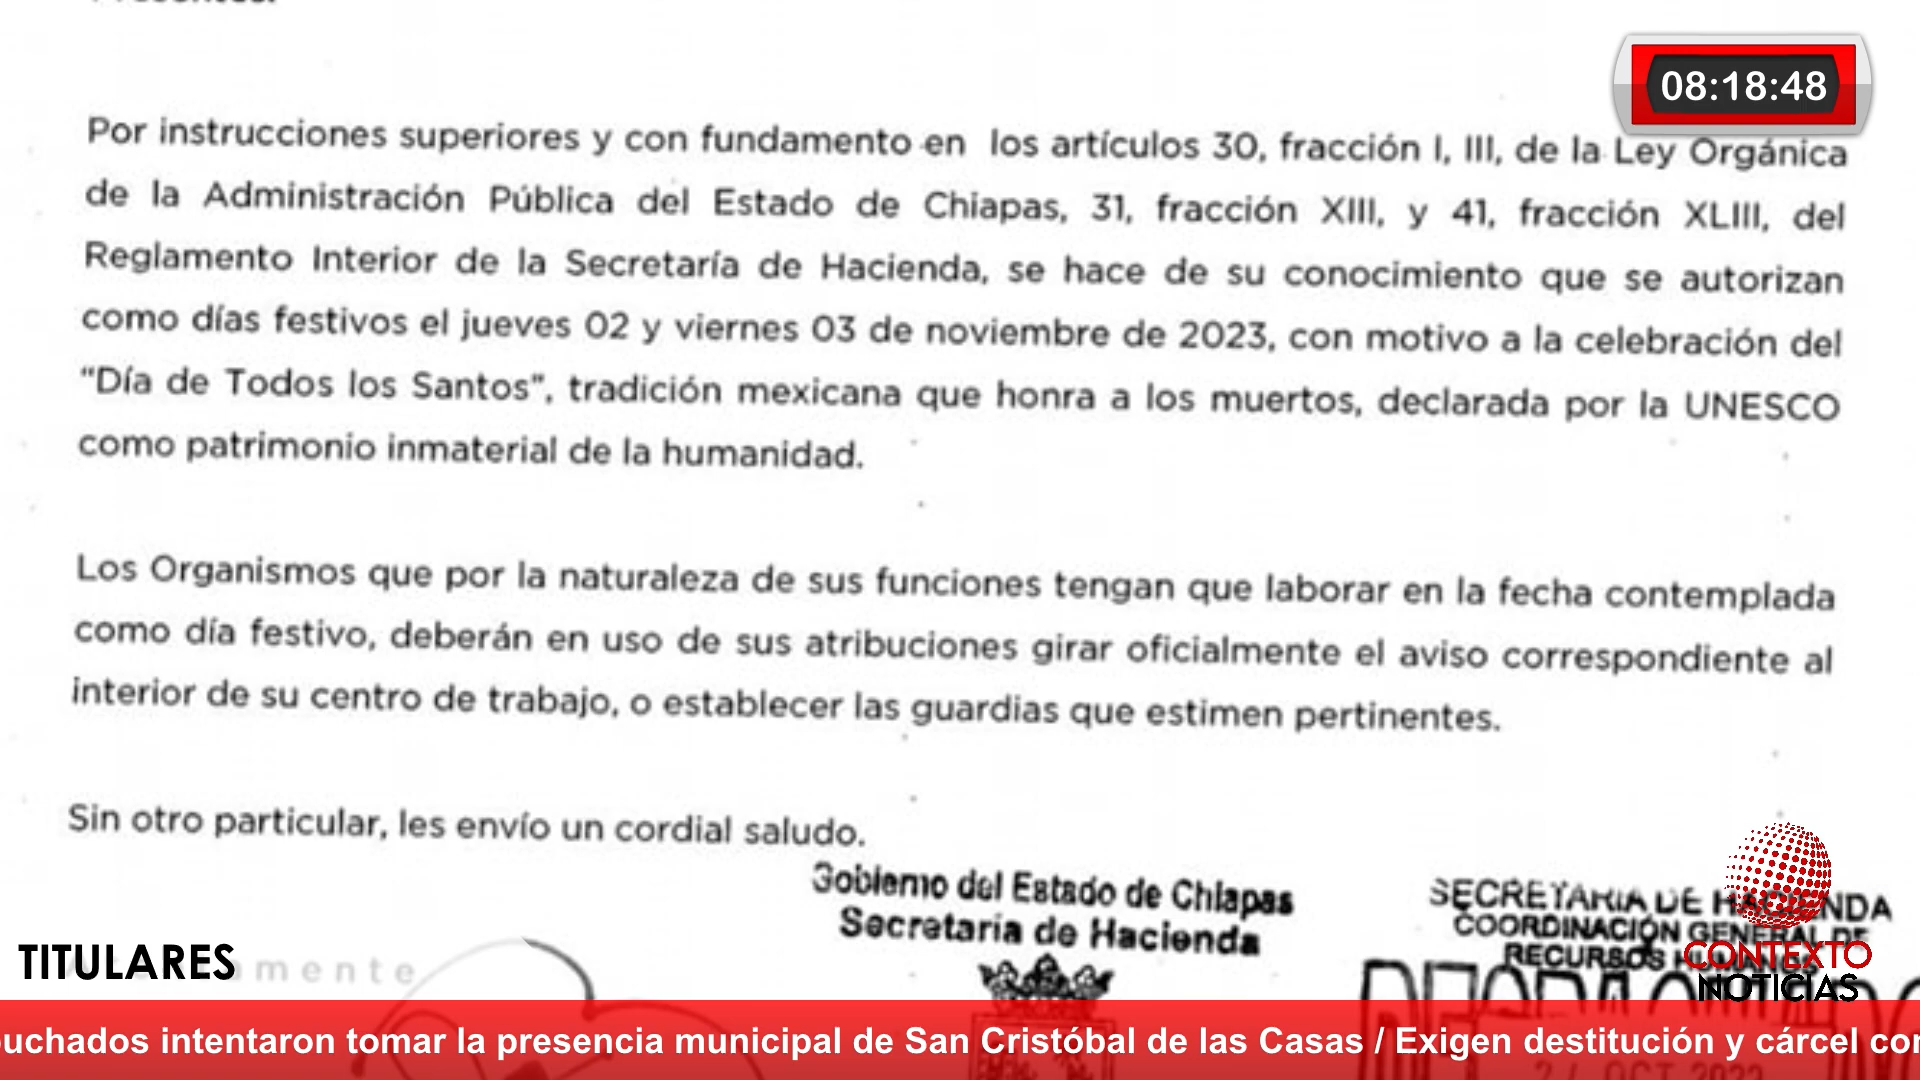 08:18:48
Por instrucciones superiores y con fundamento en los artículos 30, fracción I, III, de la Ley Orgánica
de la Administración Pública del Estado de Chiapas, 31, fracción XIII, y 41, fracción XLIII, del
Reglamento Interior de la Secretaría de Hacienda, se hace de su conocimiento que se autorizan
como días festivos el jueves 02 y viernes 03 de noviembre de 2023, con motivo a la celebración del
"Día de Todos los Santos", tradición mexicana que honra a los muertos, declarada por la UNESCO
como patrimonio inmaterial de la humanidad.
Los Organismos que por la naturaleza de sus funciones tengan que laborar en la fecha contemplada
como día festivo, deberán en uso de sus atribuciones girar oficialmente el aviso correspondiente al
interior de su centro de trabajo, o establecer las guardias que estimen pertinentes.
Sin otro particular, les envío un cordial saludo.
Gobierno del Estado de Chiapas
Secretaría de Hacienda
SECRETARIA DE HACIENDA
COORDINACIÓN GENERAL DE
RECURSOS
CONTEXTO
NOTICIAS
TITULARES
mente
puchados intentaron tomar la presencia municipal de San Cristóbal de las Casas / Exigen destitución y cárcel con